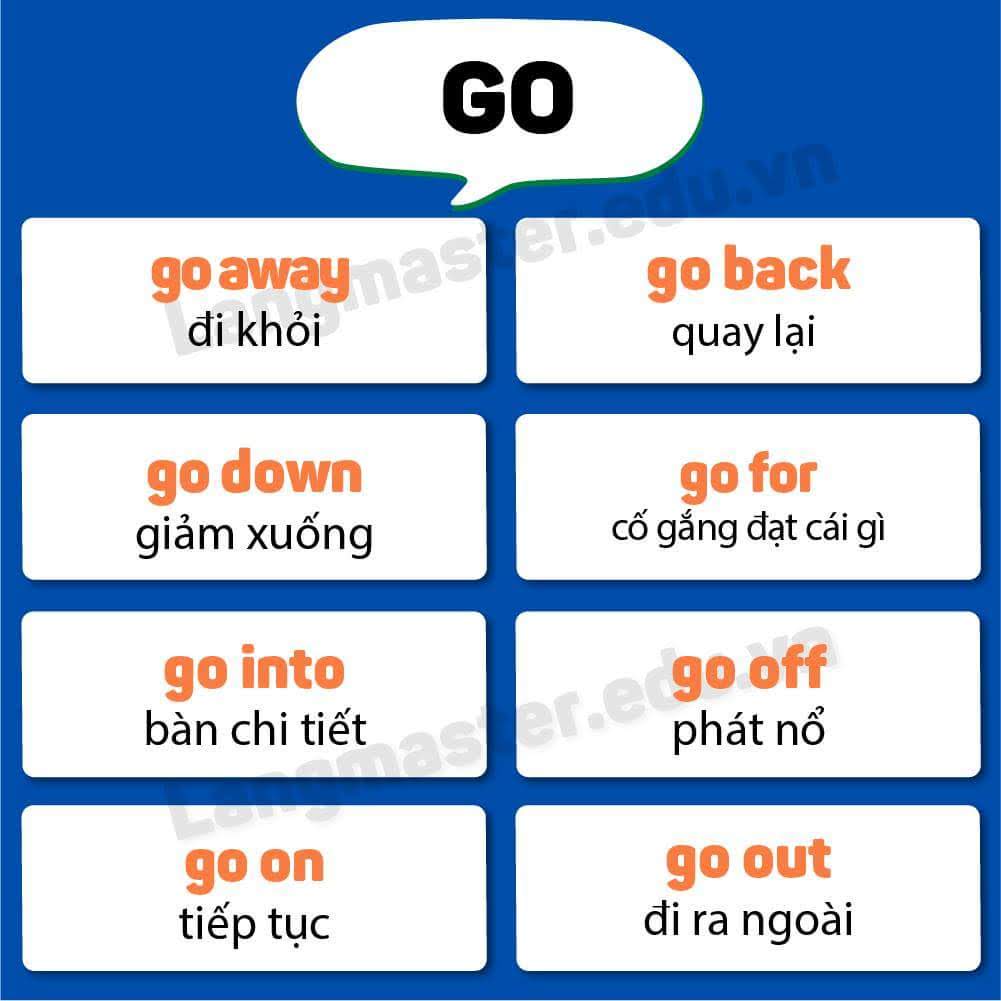 GO
go away
đi khỏi
go back
quay lại
go down
giảm xuống
go for
cố gắng đạt cái gì
go into
bàn chi tiết
go off
phát nổ
go on
tiếp tục
go out
đi ra ngoài
Langmaster.edu.vn
Langmaster.edu.vn